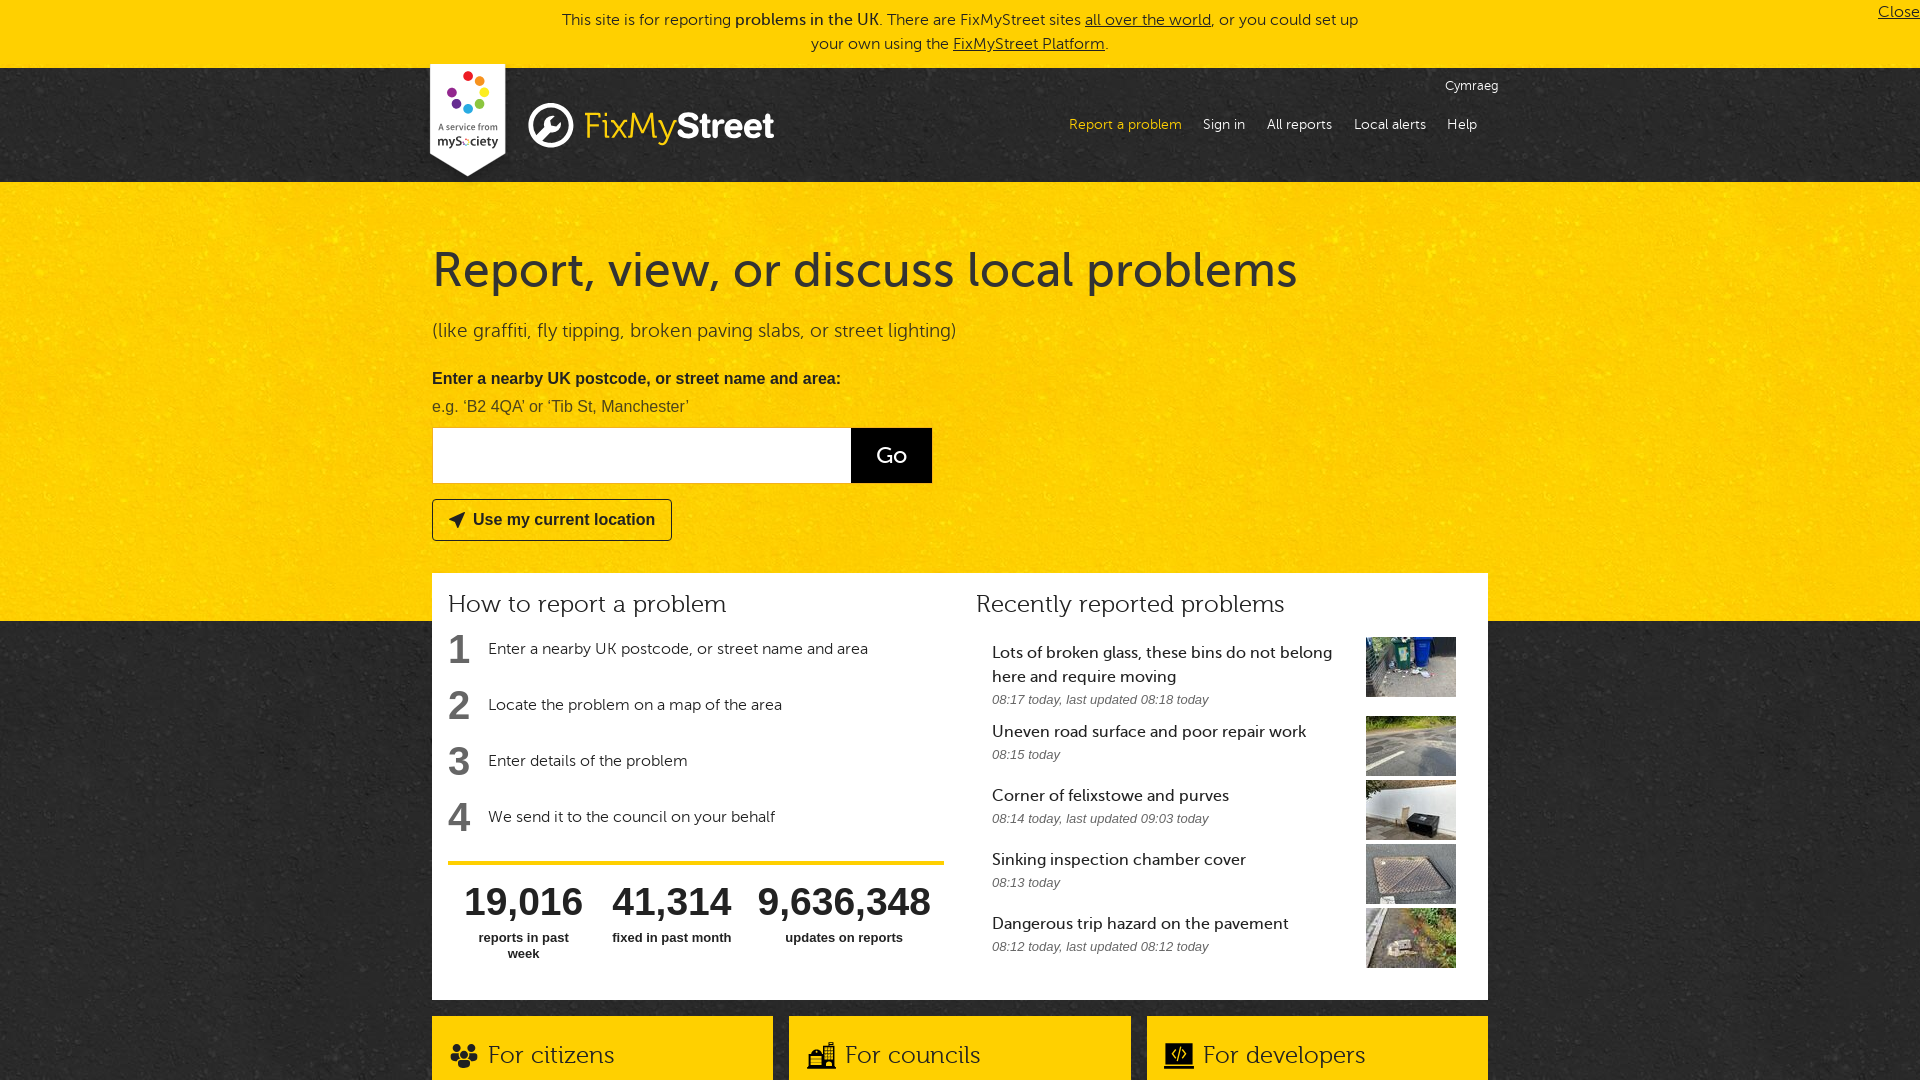 This site is for reporting problems in the UK. There are FixMyStreet sites all over the world, or you could set up
your own using the FixMyStreet Platform.
Close
Cymraeg
A service from
mySociety
FixMyStreet
Report a problem
Sign in
All reports
Local alerts
Help
Report, view, or discuss local problems
(like graffiti, fly tipping, broken paving slabs, or street lighting)
Enter a nearby UK postcode, or street name and area:
e.g. ‘B2 4QA’ or ‘Tib St, Manchester’
Go
Use my current location
How to report a problem
1 Enter a nearby UK postcode, or street name and area
2 Locate the problem on a map of the area
3 Enter details of the problem
4 We send it to the council on your behalf
19,016
reports in past
week
41,314
fixed in past month
9,636,348
updates on reports
Recently reported problems
Lots of broken glass, these bins do not belong
here and require moving
08:17 today, last updated 08:18 today
Uneven road surface and poor repair work
08:15 today
Corner of felixstowe and purves
08:14 today, last updated 09:03 today
Sinking inspection chamber cover
08:13 today
Dangerous trip hazard on the pavement
08:12 today, last updated 08:12 today
For citizens
For councils
For developers